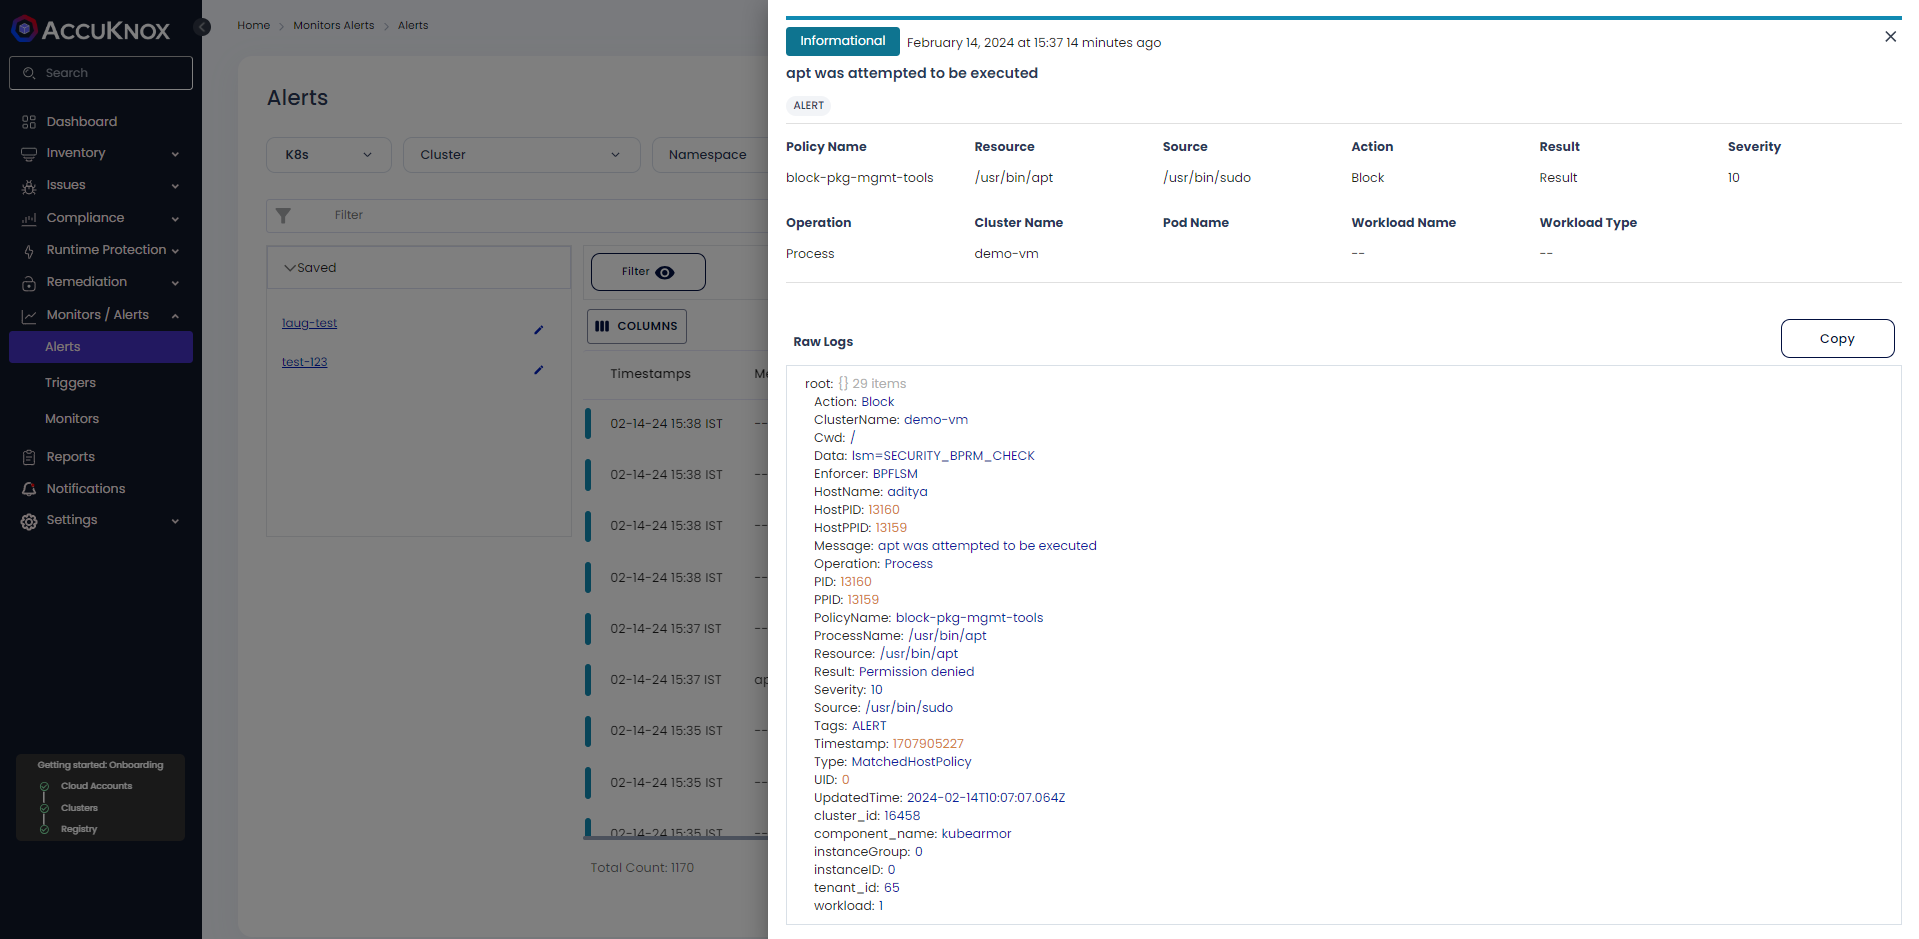 ACCUKNOX
Search
Dashboard
Inventory
Issues
Compliance
Runtime Protection
Remediation
Monitors / Alerts
Alerts
Triggers
Monitors
Reports
Notifications
Settings
Getting started: Onboarding
Cloud Accounts
Clusters
Registry
Home > Monitors Alerts > Alerts
Alerts
K8s Cluster Namespace
Filter
Saved
1aug-test
test-123
Filter
COLUMNS
Timestamps Me
02-14-24 15:38 IST --
02-14-24 15:38 IST --
02-14-24 15:38 IST --
02-14-24 15:38 IST --
02-14-24 15:37 IST --
02-14-24 15:37 IST ap
02-14-24 15:35 IST --
02-14-24 15:35 IST --
02-14-24 15:35 IST --
Total Count: 1170
Informational February 14, 2024 at 15:37 14 minutes ago
apt was attempted to be executed
ALERT
Policy Name Resource Source Action Result Severity
block-pkg-mgmt-tools /usr/bin/apt /usr/bin/sudo Block Result 10
Operation Cluster Name Pod Name Workload Name Workload Type
Process demo-vm -- --
Raw Logs Copy
root: {} 29 items
Action: Block
ClusterName: demo-vm
Cwd: /
Data: lsm=SECURITY_BPRM_CHECK
Enforcer: BPFLSM
HostName: aditya
HostPID: 13160
HostPPID: 13159
Message: apt was attempted to be executed
Operation: Process
PID: 13160
PPID: 13159
PolicyName: block-pkg-mgmt-tools
ProcessName: /usr/bin/apt
Resource: /usr/bin/apt
Result: Permission denied
Severity: 10
Source: /usr/bin/sudo
Tags: ALERT
Timestamp: 1707905227
Type: MatchedHostPolicy
UID: 0
UpdatedTime: 2024-02-14T10:07:07.064Z
cluster_id: 16458
component_name: kubearmor
instanceGroup: 0
instanceID: 0
tenant_id: 65
workload: 1